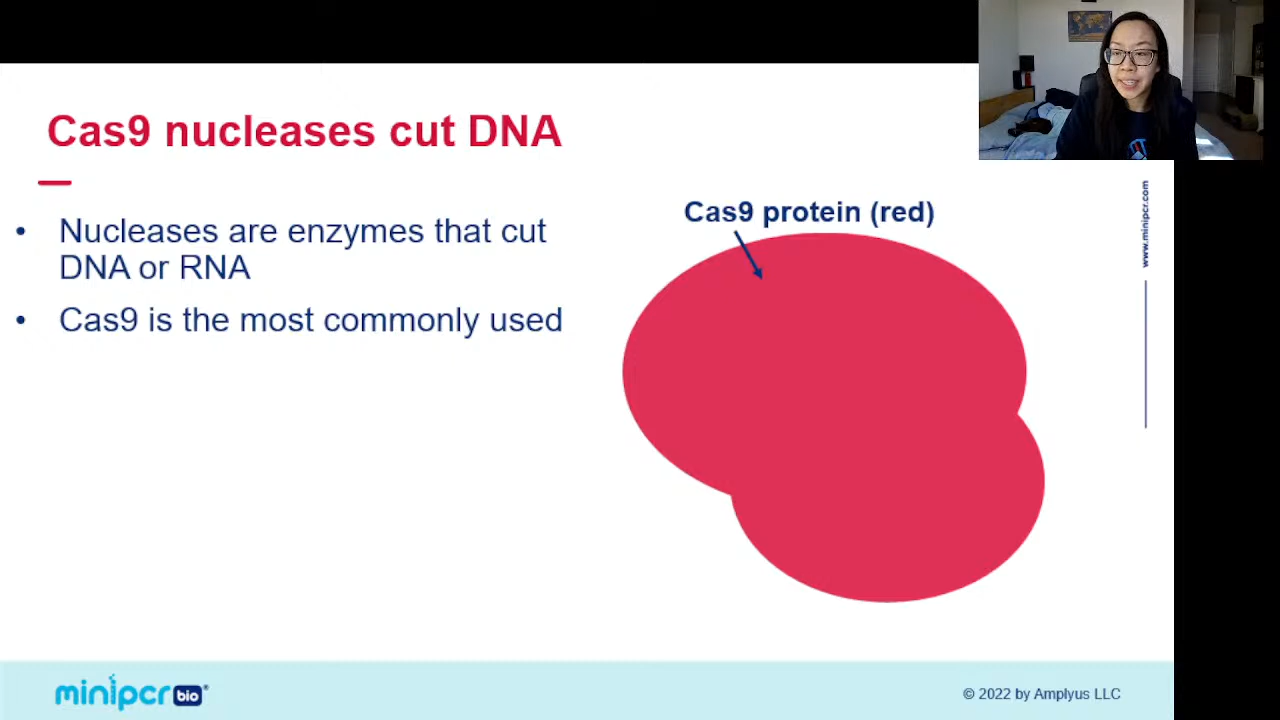 Cas9 nucleases cut DNA
• Nucleases are enzymes that cut
DNA or RNA
• Cas9 is the most commonly used
Cas9 protein (red)
www.minipcr.com
minipcr bio®
© 2022 by Amplyus LLC